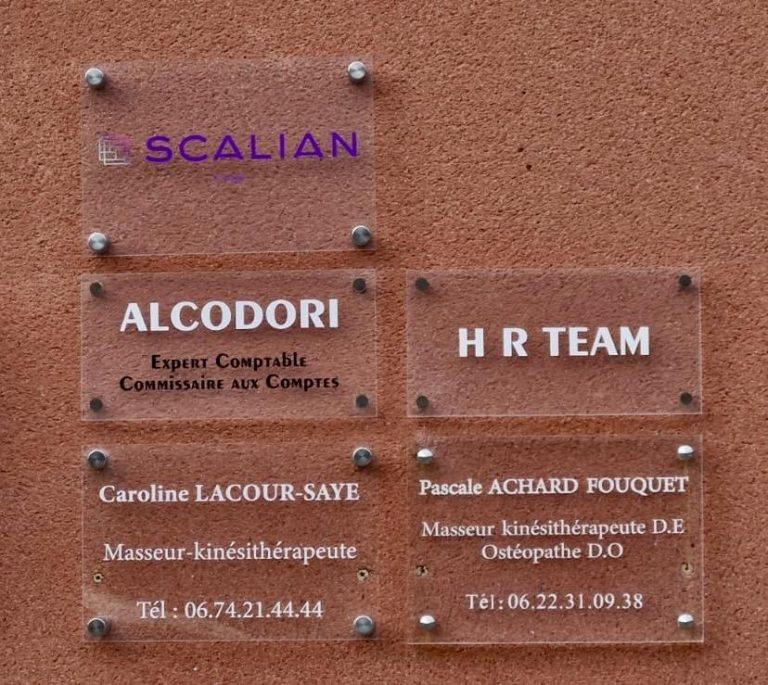 SCALIAN
ALCODORI
Expert Comptable
Commissaire aux Comptes
H R TEAM
Caroline LACOUR-SAYE
Masseur-kinésithérapeute
Tél : 06.74.21.44.44
Pascale ACHARD FOUQUET
Masseur kinésithérapeute D.E
Ostéopathe D.O
Tél:06.22.31.09.38